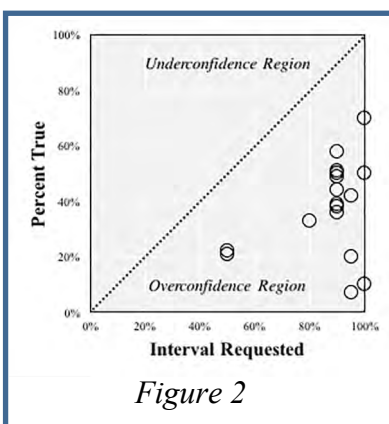 100%
Underconfidence Region
80%
60%
Percent True
40%
20%
Overconfidence Region
0%
0% 20% 40% 60% 80% 100%
Interval Requested
Figure 2